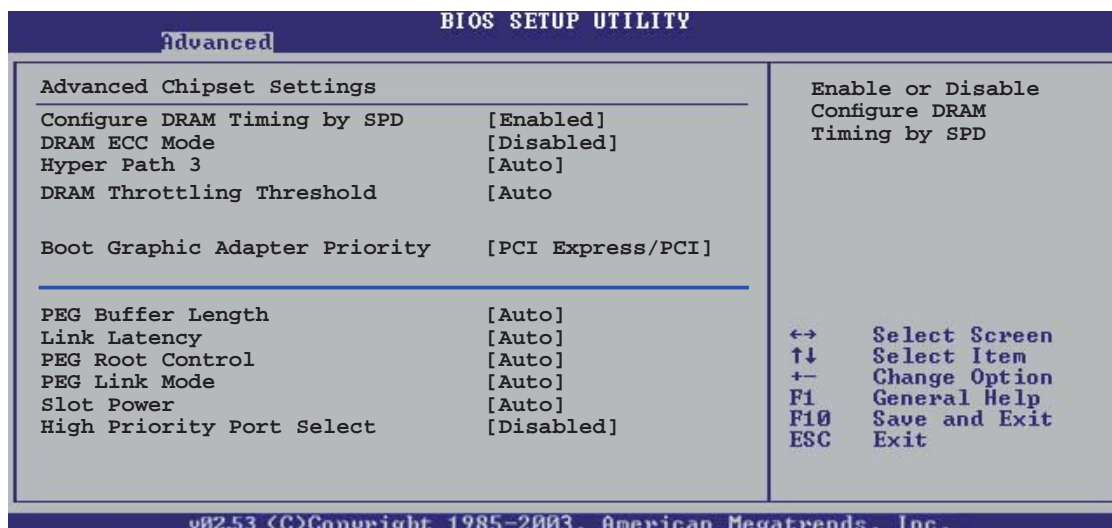 BIOS SETUP UTILITY
Advanced
Advanced Chipset Settings
Configure DRAM Timing by SPD [Enabled]
DRAM ECC Mode [Disabled]
Hyper Path 3 [Auto]
DRAM Throttling Threshold [Auto
Boot Graphic Adapter Priority [PCI Express/PCI]
PEG Buffer Length [Auto]
Link Latency [Auto]
PEG Root Control [Auto]
PEG Link Mode [Auto]
Slot Power [Auto]
High Priority Port Select [Disabled]
Enable or Disable
Configure DRAM
Timing by SPD
←→ Select Screen
↑↓ Select Item
+- Change Option
F1 General Help
F10 Save and Exit
ESC Exit
v02.53 (C)Copyright 1985-2003, American Megatrends, Inc.